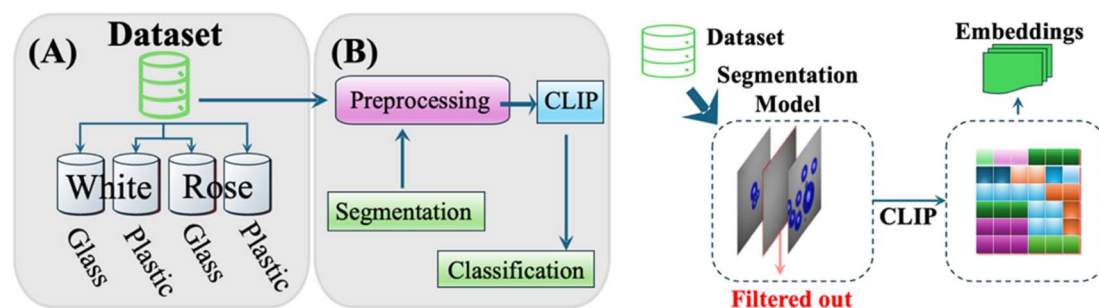 (A)
Dataset
White Rose
Glass
Plastic
Glass
Plastic
(B)
Preprocessing
CLIP
Segmentation
Classification
Dataset
Segmentation
Model
Filtered out
CLIP
Embeddings